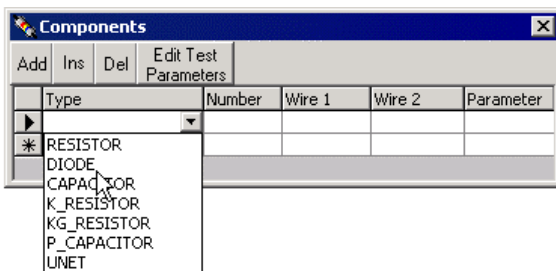 Components
Add Ins Del Edit Test Parameters
Type Number Wire 1 Wire 2 Parameter
RESISTOR
DIODE
CAPACITOR
K_RESISTOR
KG_RESISTOR
P_CAPACITOR
UNET